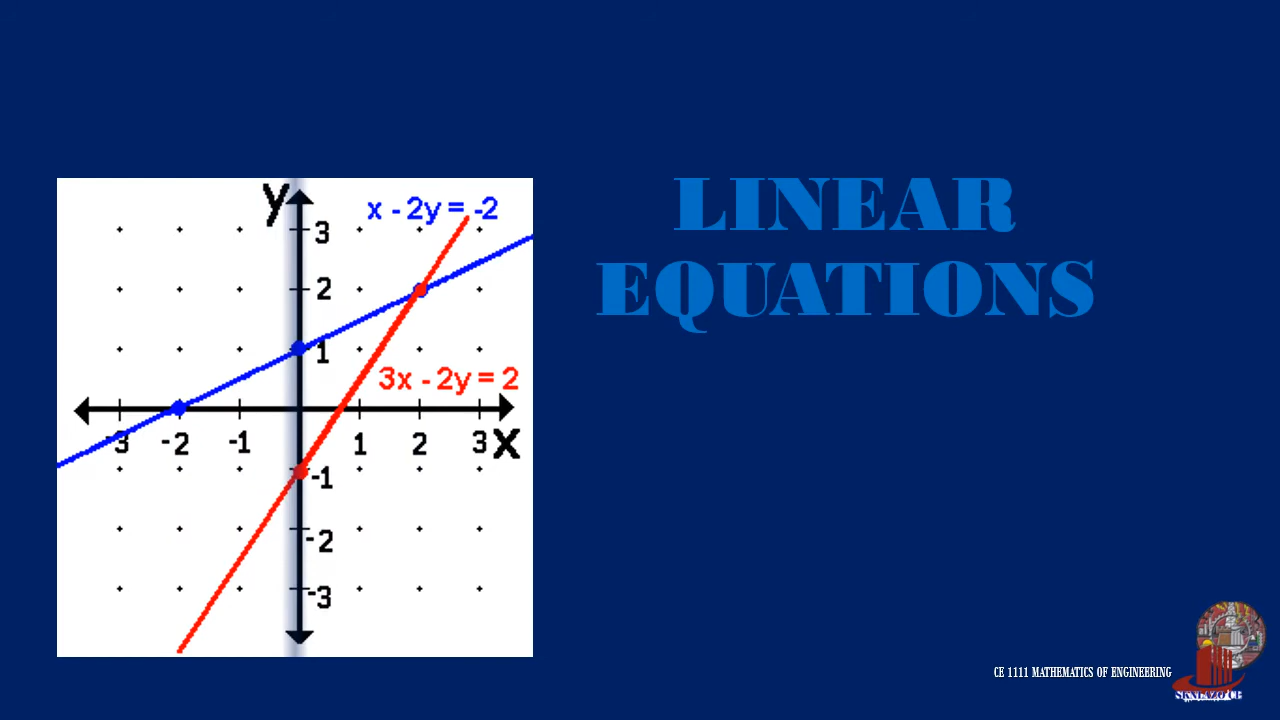 LINEAR
EQUATIONS
y
x - 2y = -2
3
2
1
3x - 2y = 2
-3 -2 -1 1 2 3 x
-1
-2
-3
CE 1111 MATHEMATICS OF ENGINEERING